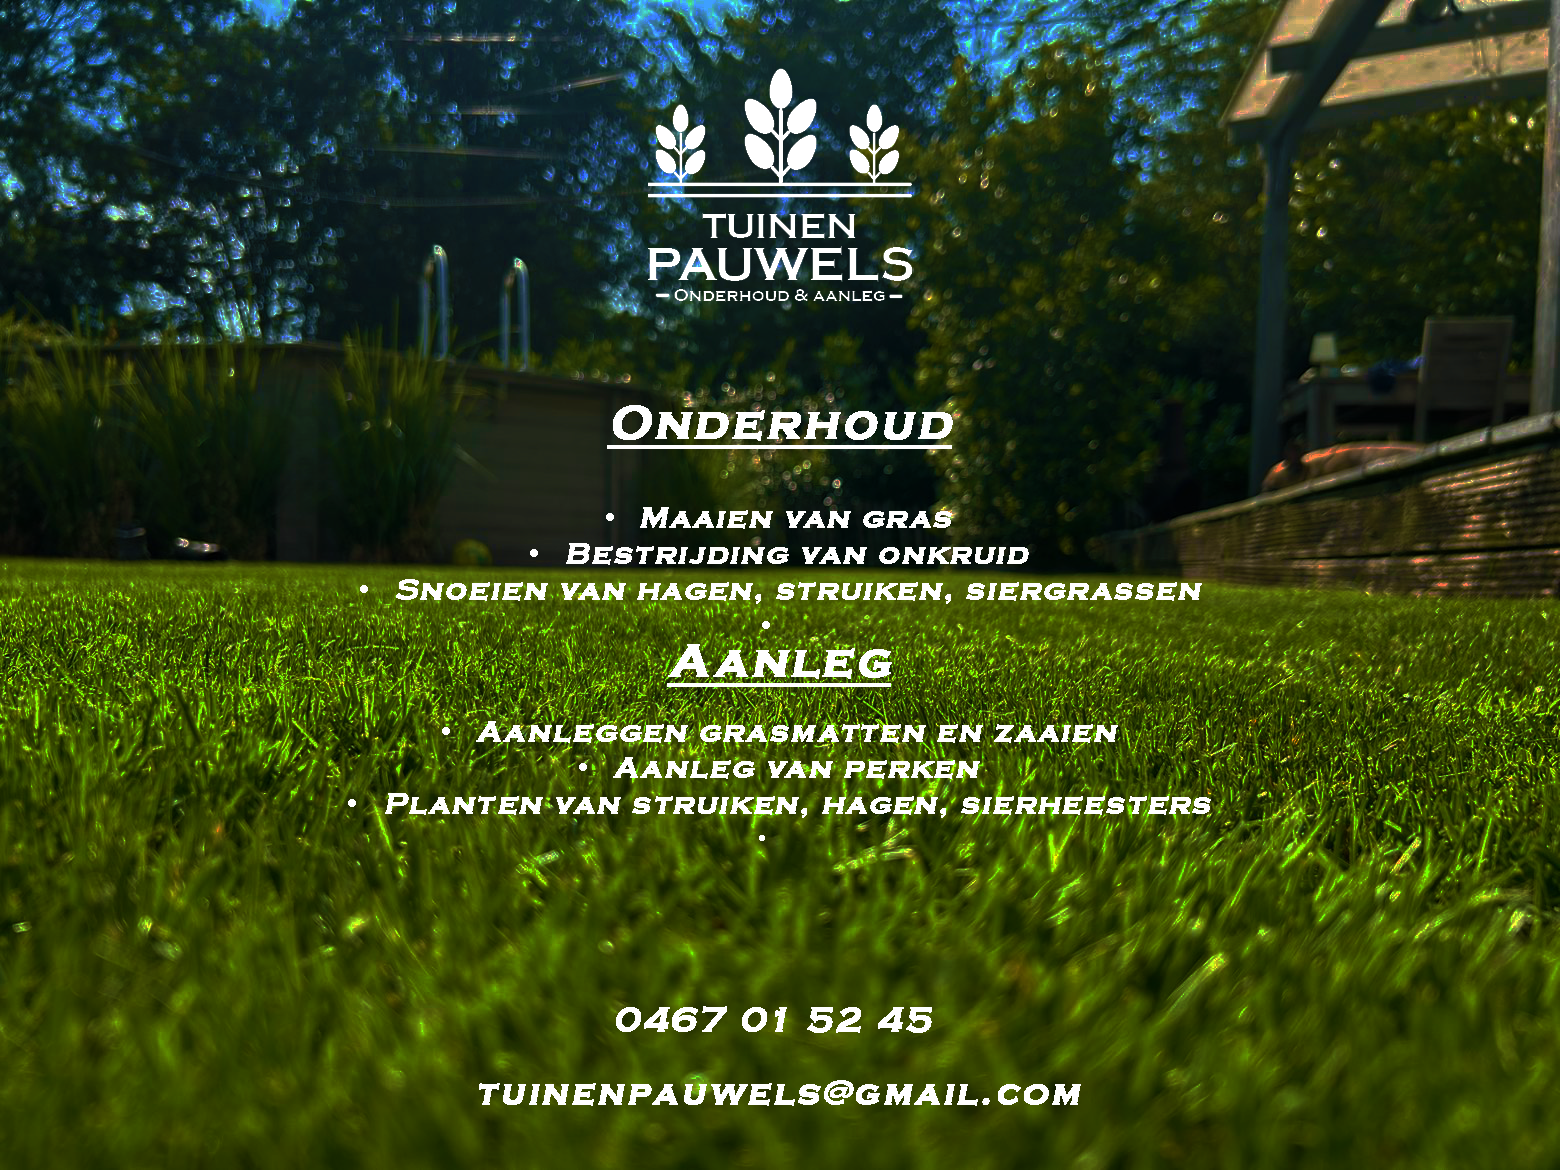 TUINEN
PAUWELS
ONDERHOUD & AANLEG
ONDERHOUD
• MAAIEN VAN GRAS
• BESTRIJDING VAN ONKRUID
• SNOEIEN VAN HAGEN, STRUIKEN, SIERGRASSEN
•
AANLEG
• AANLEGGEN GRASMATTEN EN ZAAIEN
• AANLEG VAN PERKEN
• PLANTEN VAN STRUIKEN, HAGEN, SIERHEESTERS
•
0467 01 52 45
TUINENPAUWELS@GMAIL.COM